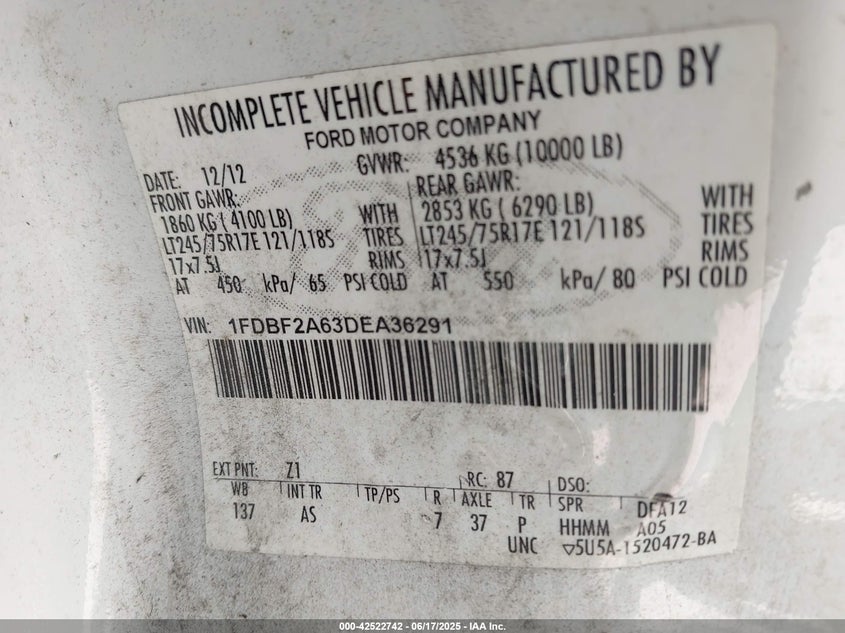 INCOMPLETE VEHICLE MANUFACTURED BY
FORD MOTOR COMPANY
DATE: 12/12 GVWR: 4536 KG (10000 LB)
FRONT GAWR: REAR GAWR:
1860 KG ( 4100 LB) WITH 2853 KG ( 6290 LB) WITH
LT245/75R17E 121/118S TIRES LT245/75R17E 121/118S TIRES
17x7.5J RIMS 17x7.5J RIMS
AT 450 kPa/ 65 PSI COLD AT 550 kPa/ 80 PSI COLD
VIN: 1FDBF2A63DEA36291
EXT PNT: Z1 RC: 87 DSO:
WB INT TR TP/PS R AXLE TR SPR DFA12
137 AS 7 37 P HHMM A05
UNC ▽5U5A-1520472-BA
000-42522742 - 06/17/2025 - IAA Inc.